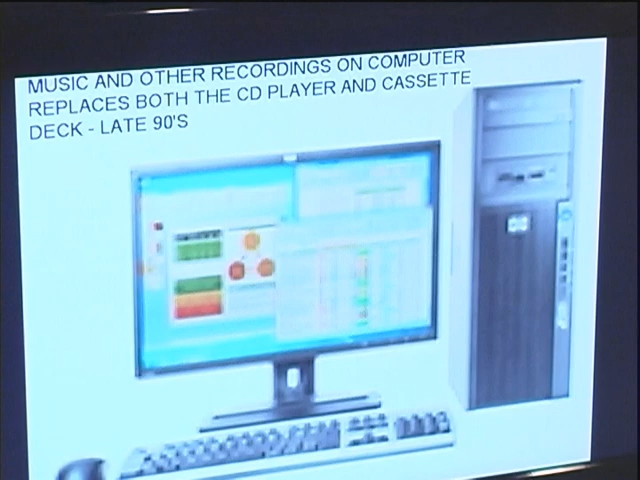 MUSIC AND OTHER RECORDINGS ON COMPUTER
REPLACES BOTH THE CD PLAYER AND CASSETTE
DECK - LATE 90'S